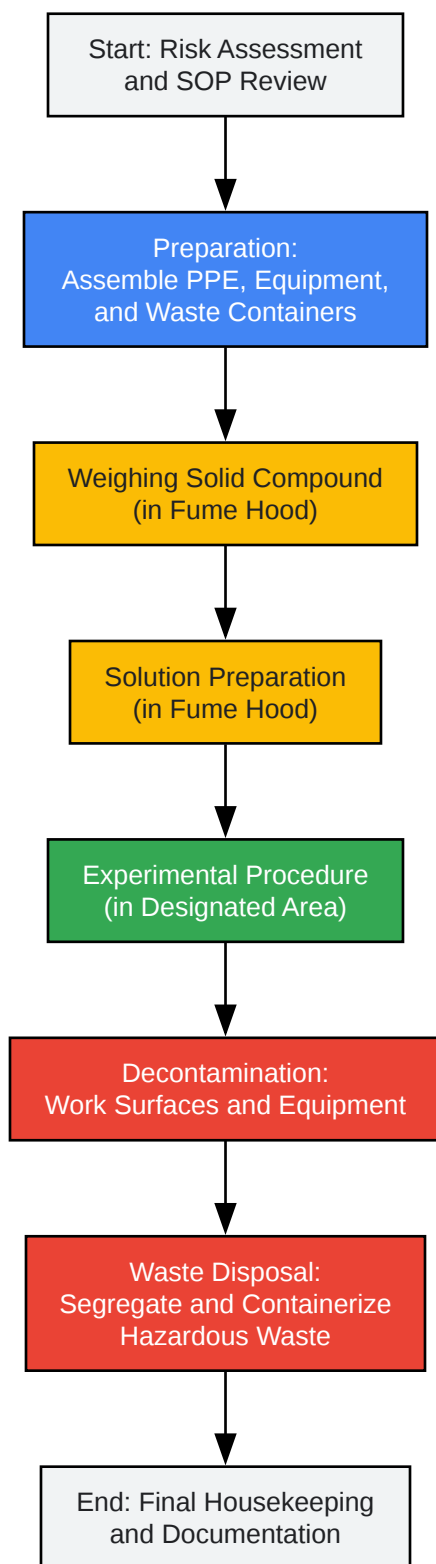 Start: Risk Assessment
and SOP Review
Preparation:
Assemble PPE, Equipment,
and Waste Containers
Weighing Solid Compound
(in Fume Hood)
Solution Preparation
(in Fume Hood)
Experimental Procedure
(in Designated Area)
Decontamination:
Work Surfaces and Equipment
Waste Disposal:
Segregate and Containerize
Hazardous Waste
End: Final Housekeeping
and Documentation